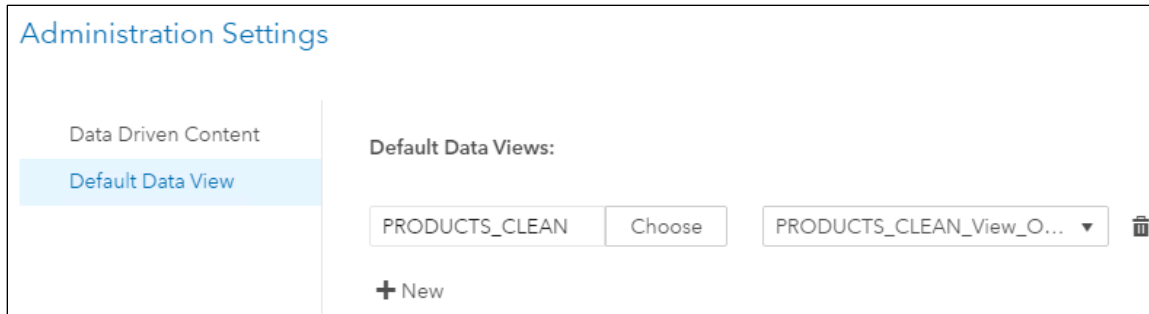 Administration Settings
Data Driven Content
Default Data Views:
Default Data View
PRODUCTS_CLEAN Choose PRODUCTS_CLEAN_View_O...
New